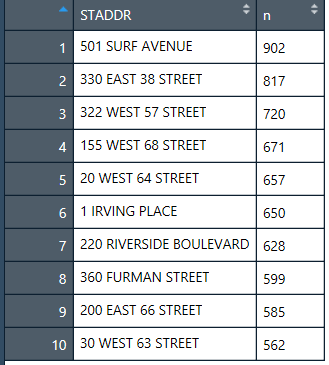 STADDR n
1 501 SURF AVENUE 902
2 330 EAST 38 STREET 817
3 322 WEST 57 STREET 720
4 155 WEST 68 STREET 671
5 20 WEST 64 STREET 657
6 1 IRVING PLACE 650
7 220 RIVERSIDE BOULEVARD 628
8 360 FURMAN STREET 599
9 200 EAST 66 STREET 585
10 30 WEST 63 STREET 562